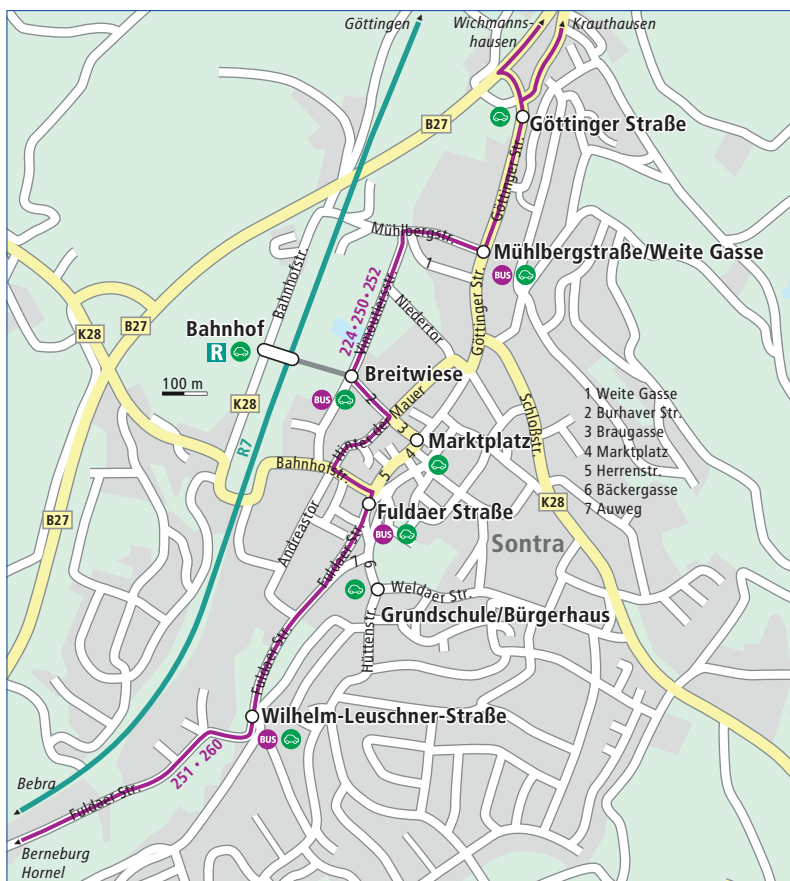 Göttingen
Wichmanns-
hausen
Krauthausen
B27
Göttinger Straße
Göttinger Str.
Mühlbergstr.
Mühlbergstraße/Weite Gasse
BUS
1
Bahnhofstr.
224 • 250 • 252
Vimoutiersstr.
Niedertor
Göttinger Str.
K28
B27
Bahnhof
R
Breitwiese
BUS
100 m
K28
2
Hinter der Mauer
3
4
Marktplatz
Schloßstr.
1 Weite Gasse
2 Burhaver Str.
3 Braugasse
4 Marktplatz
5 Herrenstr.
6 Bäckergasse
7 Auweg
R7
Bahnhofstr.
5
K28
B27
Andreastor
Fuldaer Straße
BUS
Sontra
Fuldaer Str.
7
6
Weldaer Str.
Grundschule/Bürgerhaus
Hüttenstr.
Fuldaer Str.
Wilhelm-Leuschner-Straße
BUS
251 • 260
Bebra
Fuldaer Str.
Berneburg
Hornel